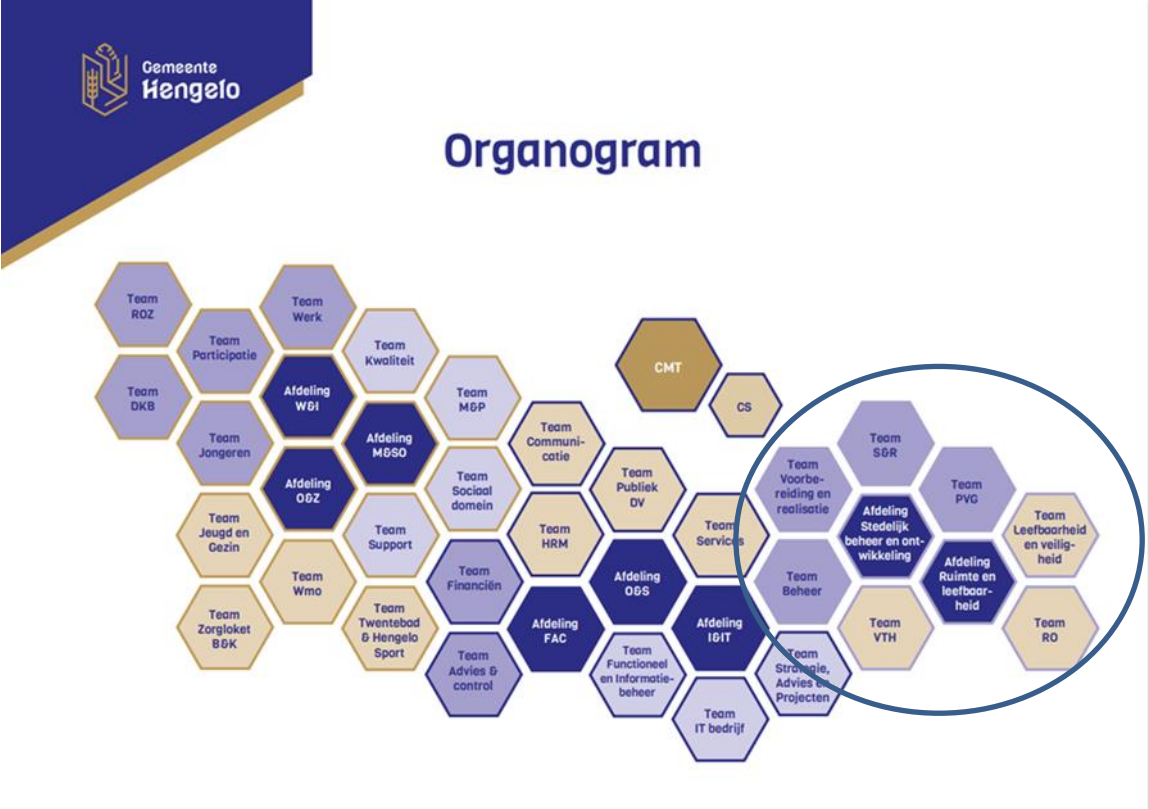 Gemeente
Hengelo
Organogram
Team
ROZ
Team
Werk
Team
Participatie
Team
Kwaliteit
CMT
Team
DKB
Afdeling
W&I
Team
M&P
CS
Team
Jongeren
Afdeling
M&SO
Team
Communi-
catie
Team
S&R
Afdeling
O&Z
Team
Sociaal
domein
Team
Publiek
DV
Team
Voorbe-
reiding en
realisatie
Team
PVG
Team
Jeugd en
Gezin
Team
Support
Team
HRM
Team
Services
Afdeling
Stedelijk
beheer en ont-
wikkeling
Team
Leefbaarheid
en veilig-
heid
Team
Wmo
Team
Financiën
Afdeling
O&S
Team
Beheer
Afdeling
Ruimte en
leefbaar-
heid
Team
Zorgloket
B&K
Team
Twentebad
& Hengelo
Sport
Afdeling
FAC
Afdeling
I&IT
Team
VTH
Team
RO
Team
Advies &
control
Team
Functioneel
en Informatie-
beheer
Team
Strategie,
Advies en
Projecten
Team
IT bedrijf